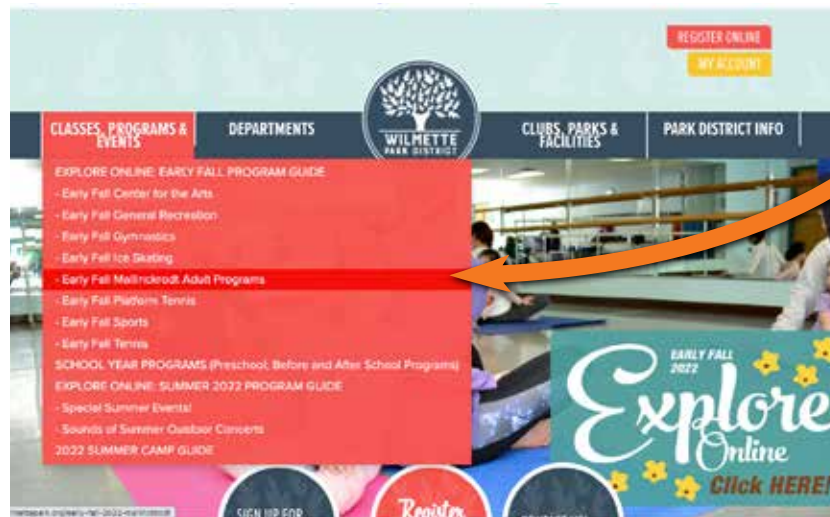 REGISTER ONLINE
MY ACCOUNT
CLASSES, PROGRAMS &
EVENTS
DEPARTMENTS
WILMETTE
PARK DISTRICT
CLUBS, PARKS &
FACILITIES
PARK DISTRICT INFO
EXPLORE ONLINE: EARLY FALL PROGRAM GUIDE
- Early Fall Center for the Arts
- Early Fall General Recreation
- Early Fall Gymnastics
- Early Fall Ice Skating
- Early Fall Mallinckrodt Adult Programs
- Early Fall Platform Tennis
- Early Fall Sports
- Early Fall Tennis
SCHOOL YEAR PROGRAMS (Preschool, Before and After School Programs)
EXPLORE ONLINE: SUMMER 2022 PROGRAM GUIDE
- Special Summer Events!
- Sounds of Summer Outdoor Concerts
2022 SUMMER CAMP GUIDE
EARLY FALL
2022
Explore
Online
Click HERE!
SIGN UP FOR
Register